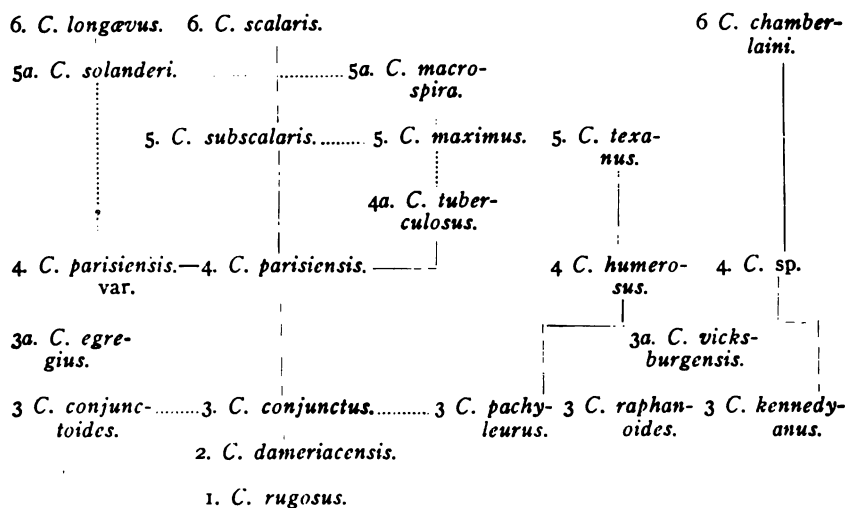 6. C. longævus. 6. C. scalaris. 6 C. chamber-
laini.
5a. C. solanderi. 5a. C. macro-
spira.
5. C. subscalaris. 5. C. maximus. 5. C. texa-
nus.
4a. C. tuber-
culosus.
4. C. parisiensis.—4. C. parisiensis. 4 C. humero- 4. C. sp.
var. sus.
3a. C. egre- 3a. C. vicks-
gius. burgensis.
3 C. conjunc- 3. C. conjunctus. 3 C. pachy- 3 C. raphan- 3 C. kennedy-
toides. leurus. oides. anus.
2. C. dameriacensis.
1. C. rugosus.